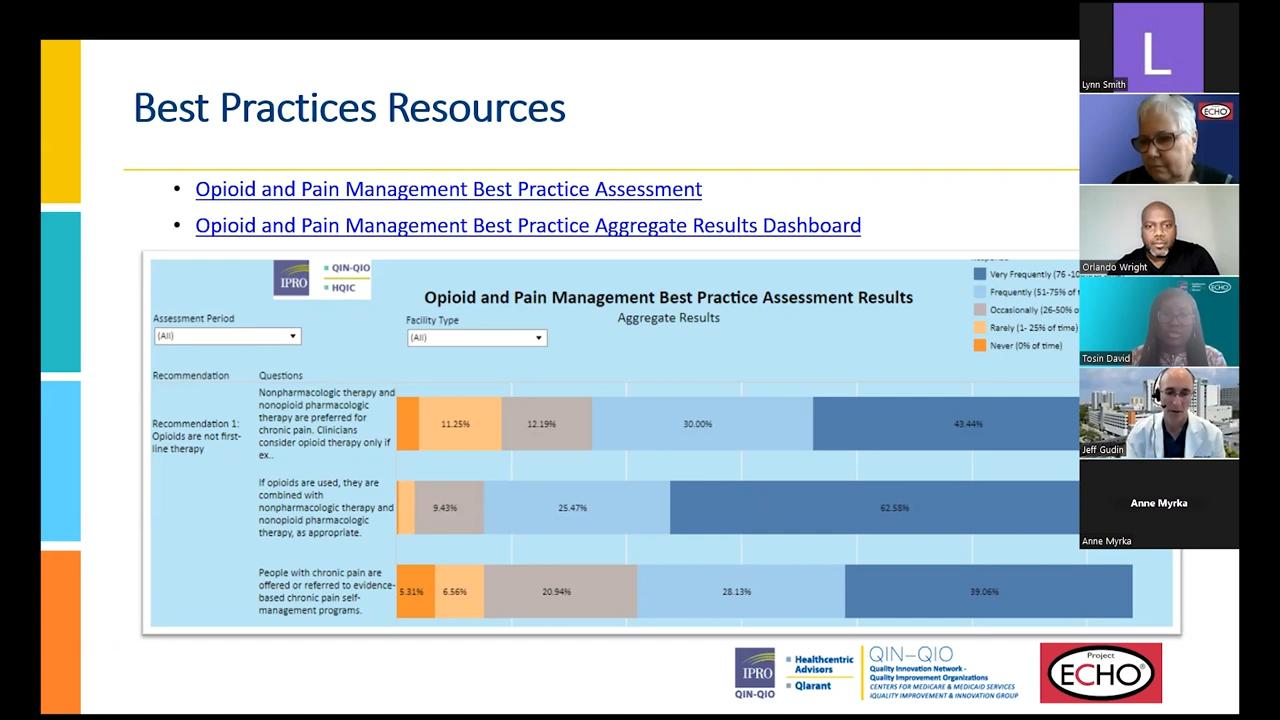 Best Practices Resources
• Opioid and Pain Management Best Practice Assessment
• Opioid and Pain Management Best Practice Aggregate Results Dashboard
IPRO
QIN-QIO
HQIC
Opioid and Pain Management Best Practice Assessment Results
Aggregate Results
Assessment Period
(All)
Facility Type
(All)
Very Frequently (76 -10
Frequently (51-75% of t
Occasionally (26-50% o
Rarely (1- 25% of time)
Never (0% of time)
Recommendation
Questions
Recommendation 1:
Opioids are not first-
line therapy
Nonpharmacologic therapy and
nonopioid pharmacologic
therapy are preferred for
chronic pain. Clinicians
consider opioid therapy only if
ex..
11.25%
12.19%
30.00%
43.44%
If opioids are used, they are
combined with
nonpharmacologic therapy and
nonopioid pharmacologic
therapy, as appropriate.
9.43%
25.47%
62.58%
People with chronic pain are
offered or referred to evidence-
based chronic pain self-
management programs.
5.31%
6.56%
20.94%
28.13%
39.06%
IPRO
QIN-QIO
Healthcentric
Advisors
Qlarant
QIN–QIO
Quality Innovation Network -
Quality Improvement Organizations
CENTERS FOR MEDICARE & MEDICAID SERVICES
iQUALITY IMPROVEMENT & INNOVATION GROUP
Project
ECHO®
L
Lynn Smith
ECHO
Orlando Wright
ECHO
Tosin David
Jeff Gudin
Anne Myrka
Anne Myrka